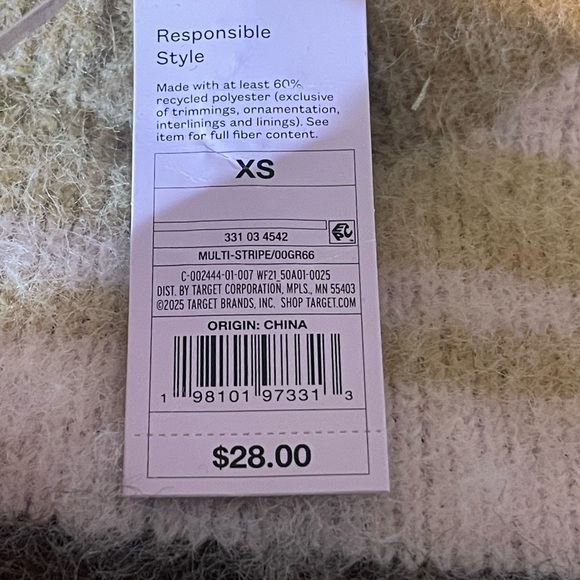 Responsible
Style
Made with at least 60%
recycled polyester (exclusive
of trimmings, ornamentation,
interlinings and linings). See
item for full fiber content.
XS
331 03 4542
MULTI-STRIPE/00GR66
C-002444-01-007 WF21_50A01-0025
DIST. BY TARGET CORPORATION, MPLS., MN 55403
©2025 TARGET BRANDS, INC. SHOP TARGET.COM
ORIGIN: CHINA
1 98101 97331 3
$28.00